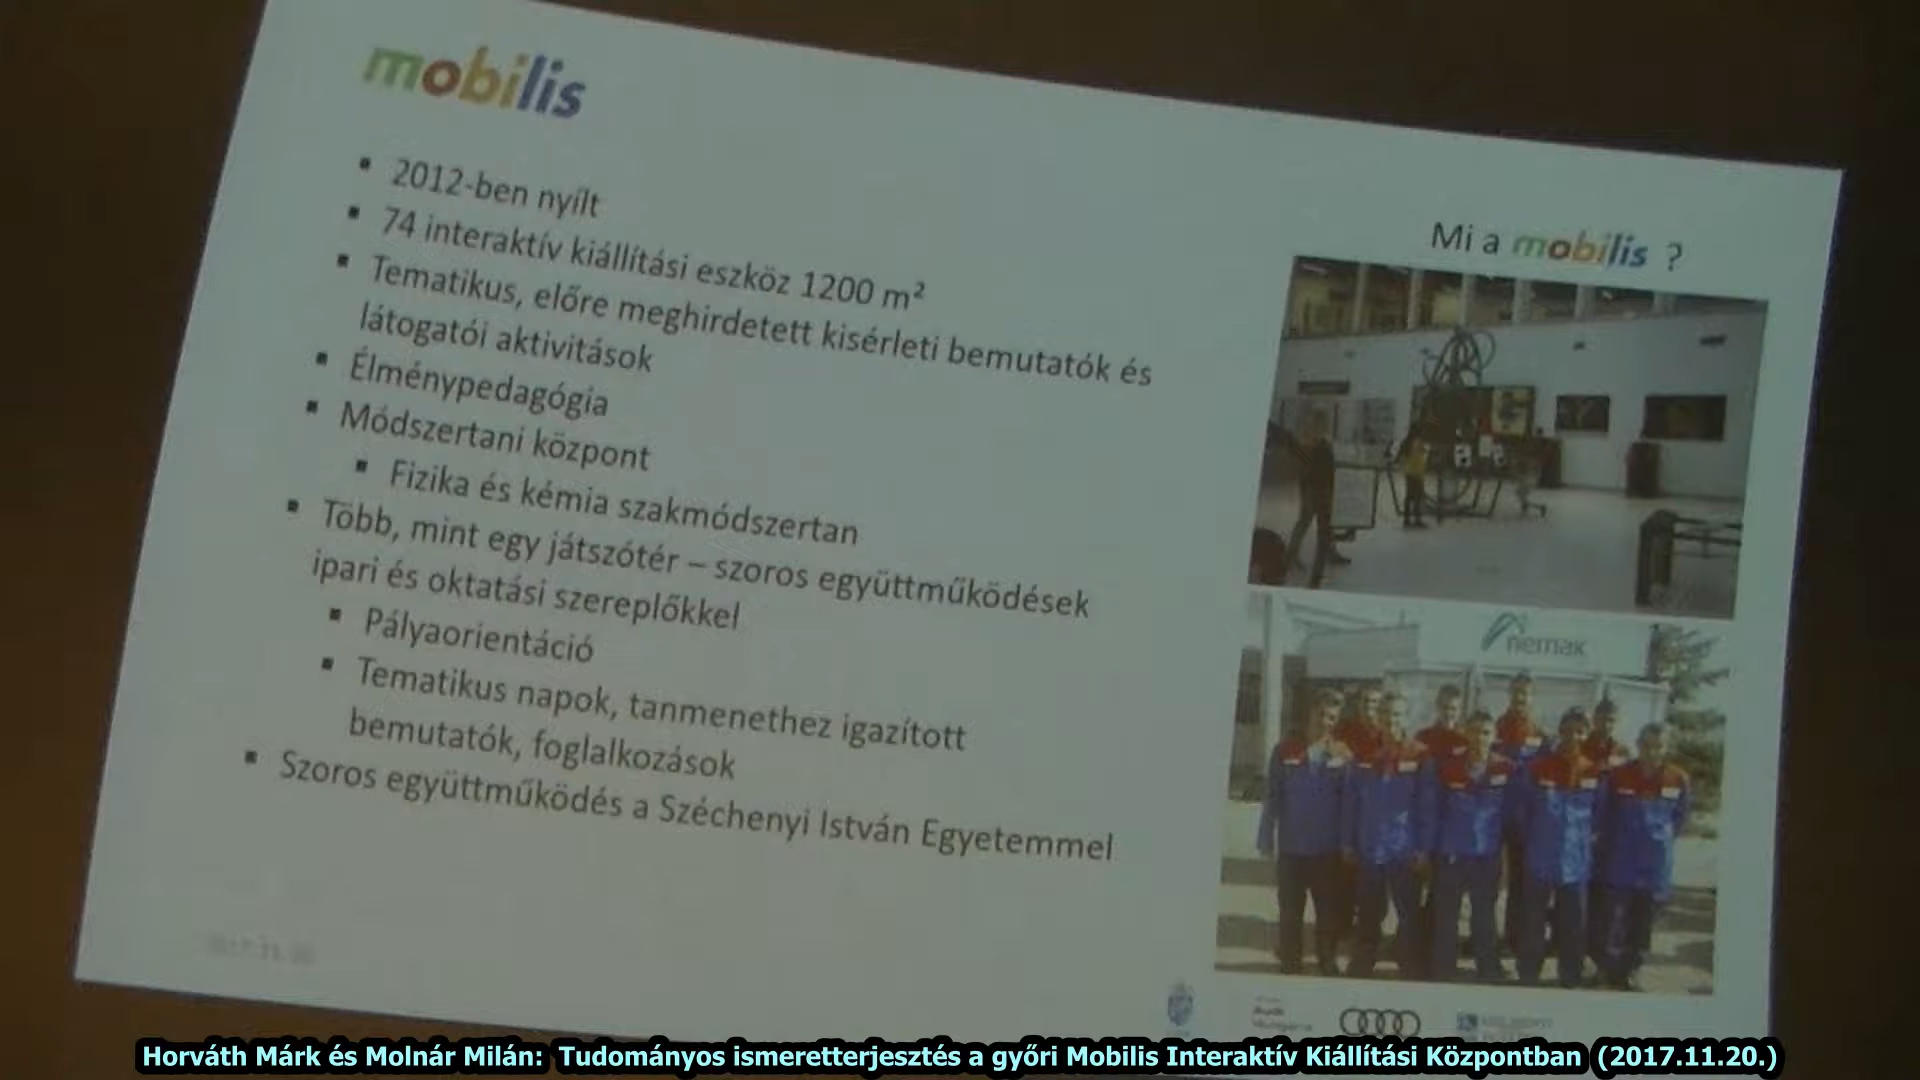 mobilis
2012-ben nyílt
74 interaktív kiállítási eszköz 1200 m²
Tematikus, előre meghirdetett kisérleti bemutatók és
látogatói aktivitások
Élménypedagógia
Módszertani központ
Fizika és kémia szakmódszertan
Több, mint egy játszótér – szoros együttműködések
ipari és oktatási szereplőkkel
Pályaorientáció
Tematikus napok, tanmenethez igazított
bemutatók, foglalkozások
Szoros együttműködés a Széchenyi István Egyetemmel
Mi a mobilis ?
nemak
Horváth Márk és Molnár Milán: Tudományos ismeretterjesztés a győri Mobilis Interaktív Kiállítási Központban (2017.11.20.)